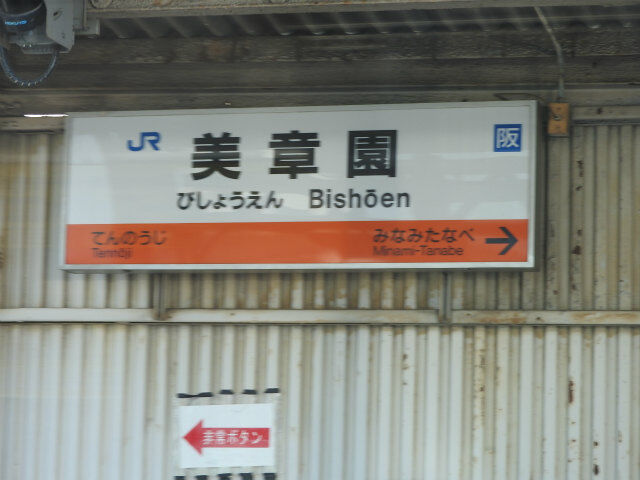 JR 美章園 阪
びしょうえん Bishōen
てんのうじ みなみたなべ
Tennōji Minami-Tanabe
非常ボタン